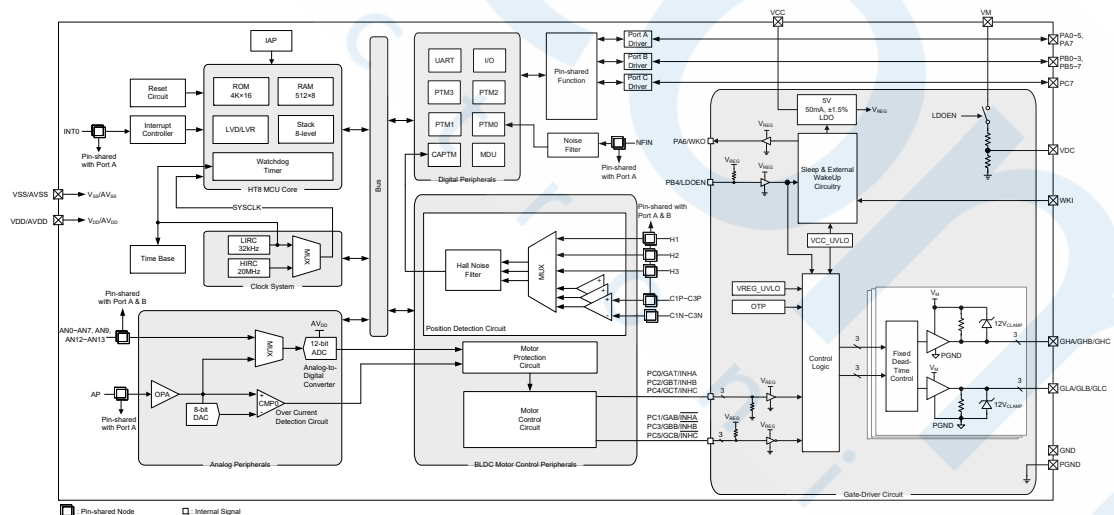 VCC
VM
IAP
Reset
Circuit
INT0
Interrupt
Controller
Pin-shared
with Port A
ROM
4K×16
RAM
512×8
LVD/LVR
Stack
8-level
Watchdog
Timer
HT8 MCU Core
VSS/AVSS
VSS/AVSS
VDD/AVDD
VDD/AVDD
SYSCLK
Time Base
LIRC
32kHz
HIRC
20MHz
MUX
Clock System
Bus
UART
I/O
PTM3
PTM2
PTM1
PTM0
CAPTM
MDU
Digital Peripherals
Pin-shared
Function
Port A
Driver
Port B
Driver
Port C
Driver
PA0~5,
PA7
PB0~3,
PB5~7
PC7
Noise
Filter
NFIN
Pin-shared
with Port A
Pin-shared with
Port A & B
Hall Noise
Filter
MUX
H1
H2
H3
C1P~C3P
C1N~C3N
Position Detection Circuit
Motor
Protection
Circuit
Motor
Control
Circuit
BLDC Motor Control Peripherals
Pin-shared
with Port A & B
AN0~AN7, AN9,
AN12~AN13
AP
Pin-shared
with Port A
OPA
MUX
AVDD
12-bit
ADC
Analog-to-
Digital
Converter
8-bit
DAC
CMP0
Over Current
Detection Circuit
Analog Peripherals
PC0/GAT/INHA
PC2/GBT/INHB
PC4/GCT/INHC
3
VREG
PC1/GAB/INHA
PC3/GBB/INHB
PC5/GCB/INHC
3
VREG
VREG
5V
50mA, ±1.5%
LDO
VREG
LDOEN
VDC
PA6/WKO
VREG
PB4/LDOEN
VREG
VREG
Sleep & External
WakeUp
Circuitry
WKI
VCC_UVLO
VREG_UVLO
OTP
Control
Logic
3
3
Fixed
Dead-
Time
Control
VM
12VCLAMP
PGND
3
GHA/GHB/GHC
VM
12VCLAMP
PGND
3
GLA/GLB/GLC
GND
PGND
Gate-Driver Circuit
: Pin-shared Node
: Internal Signal